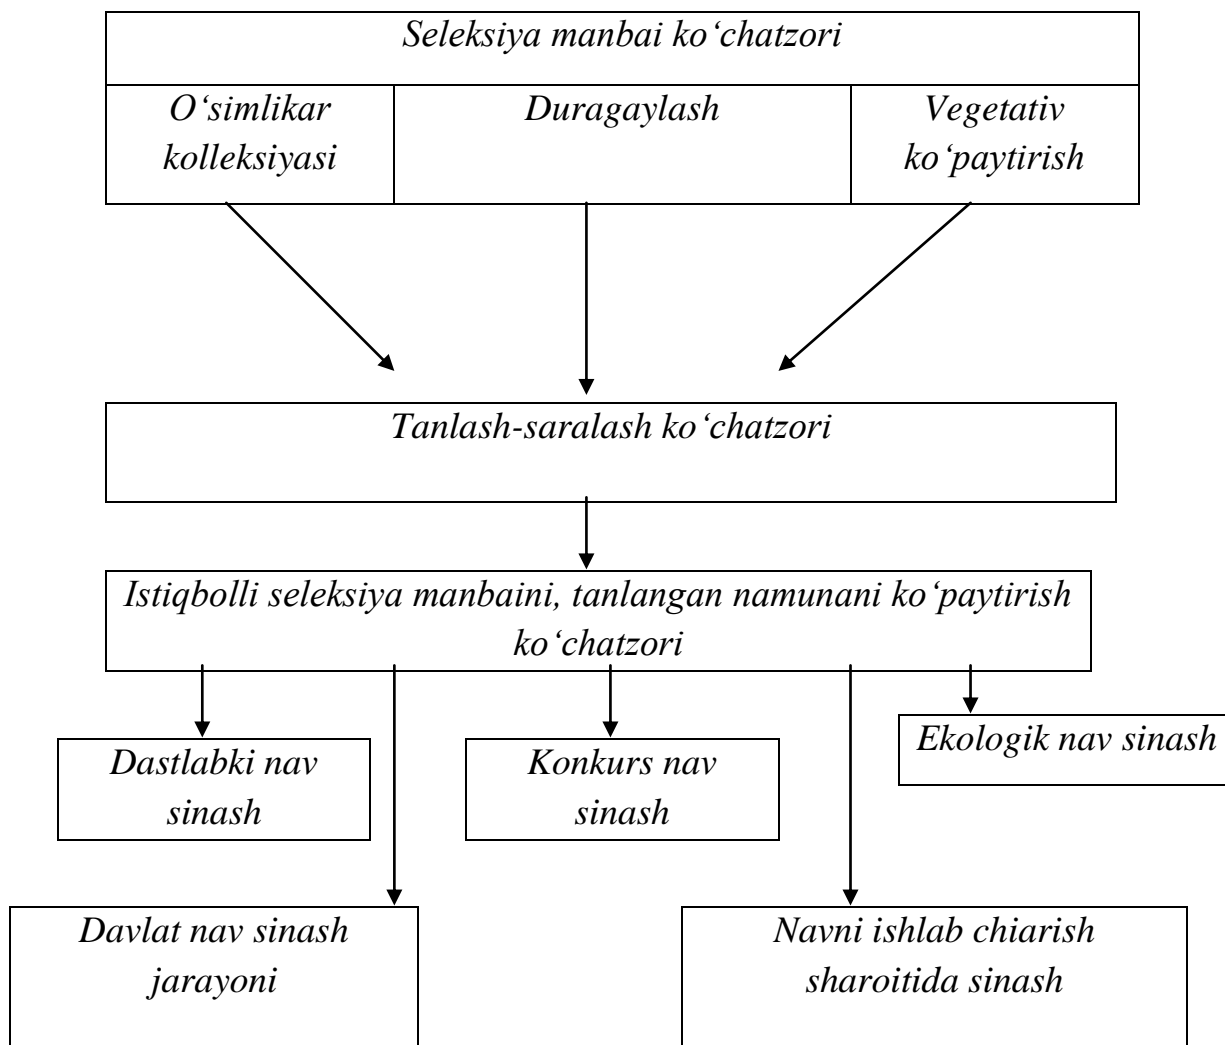 Seleksiya manbai ko‘chatzori
O‘simlikar
kolleksiyasi
Duragaylash
Vegetativ
ko‘paytirish
Tanlash-saralash ko‘chatzori
Istiqbolli seleksiya manbaini, tanlangan namunani ko‘paytirish
ko‘chatzori
Dastlabki nav
sinash
Konkurs nav
sinash
Ekologik nav sinash
Davlat nav sinash
jarayoni
Navni ishlab chiarish
sharoitida sinash